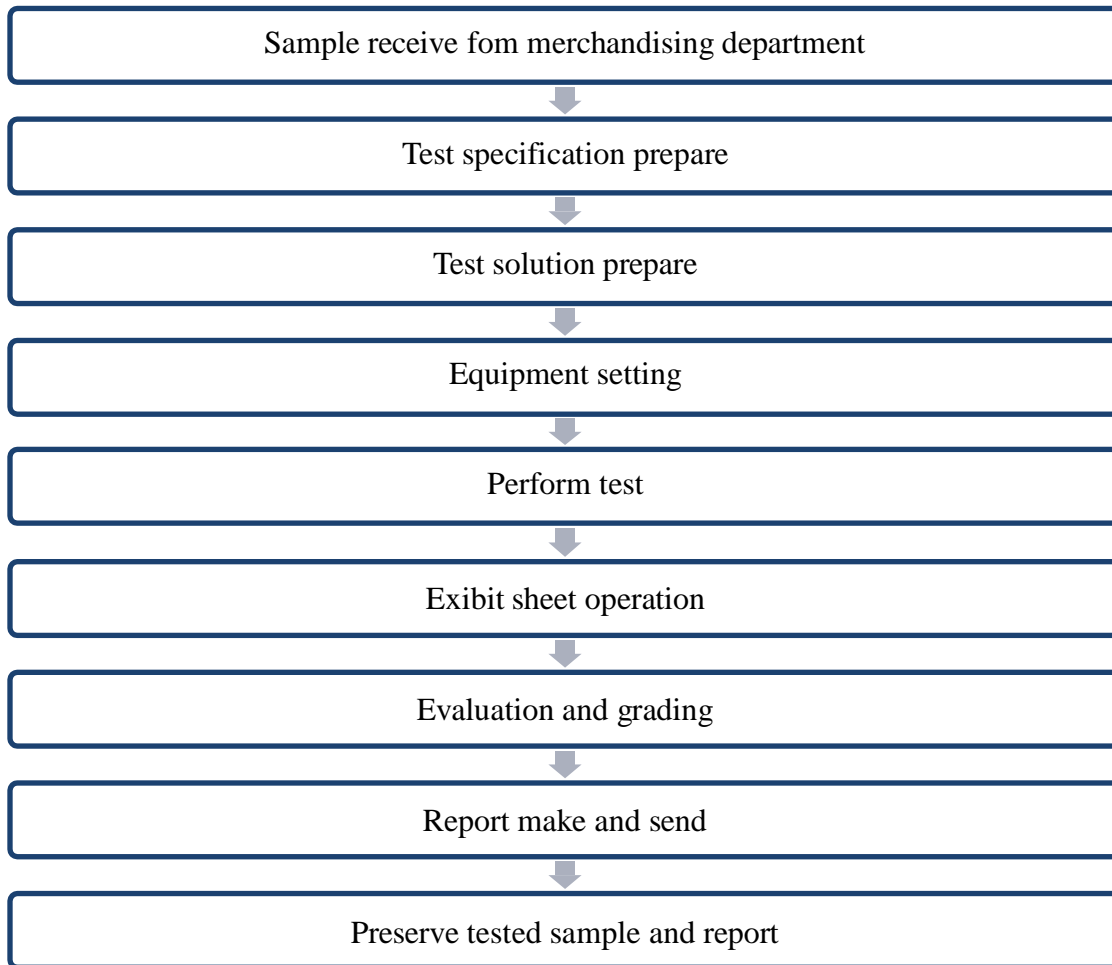 Sample receive fom merchandising department
Test specification prepare
Test solution prepare
Equipment setting
Perform test
Exibit sheet operation
Evaluation and grading
Report make and send
Preserve tested sample and report